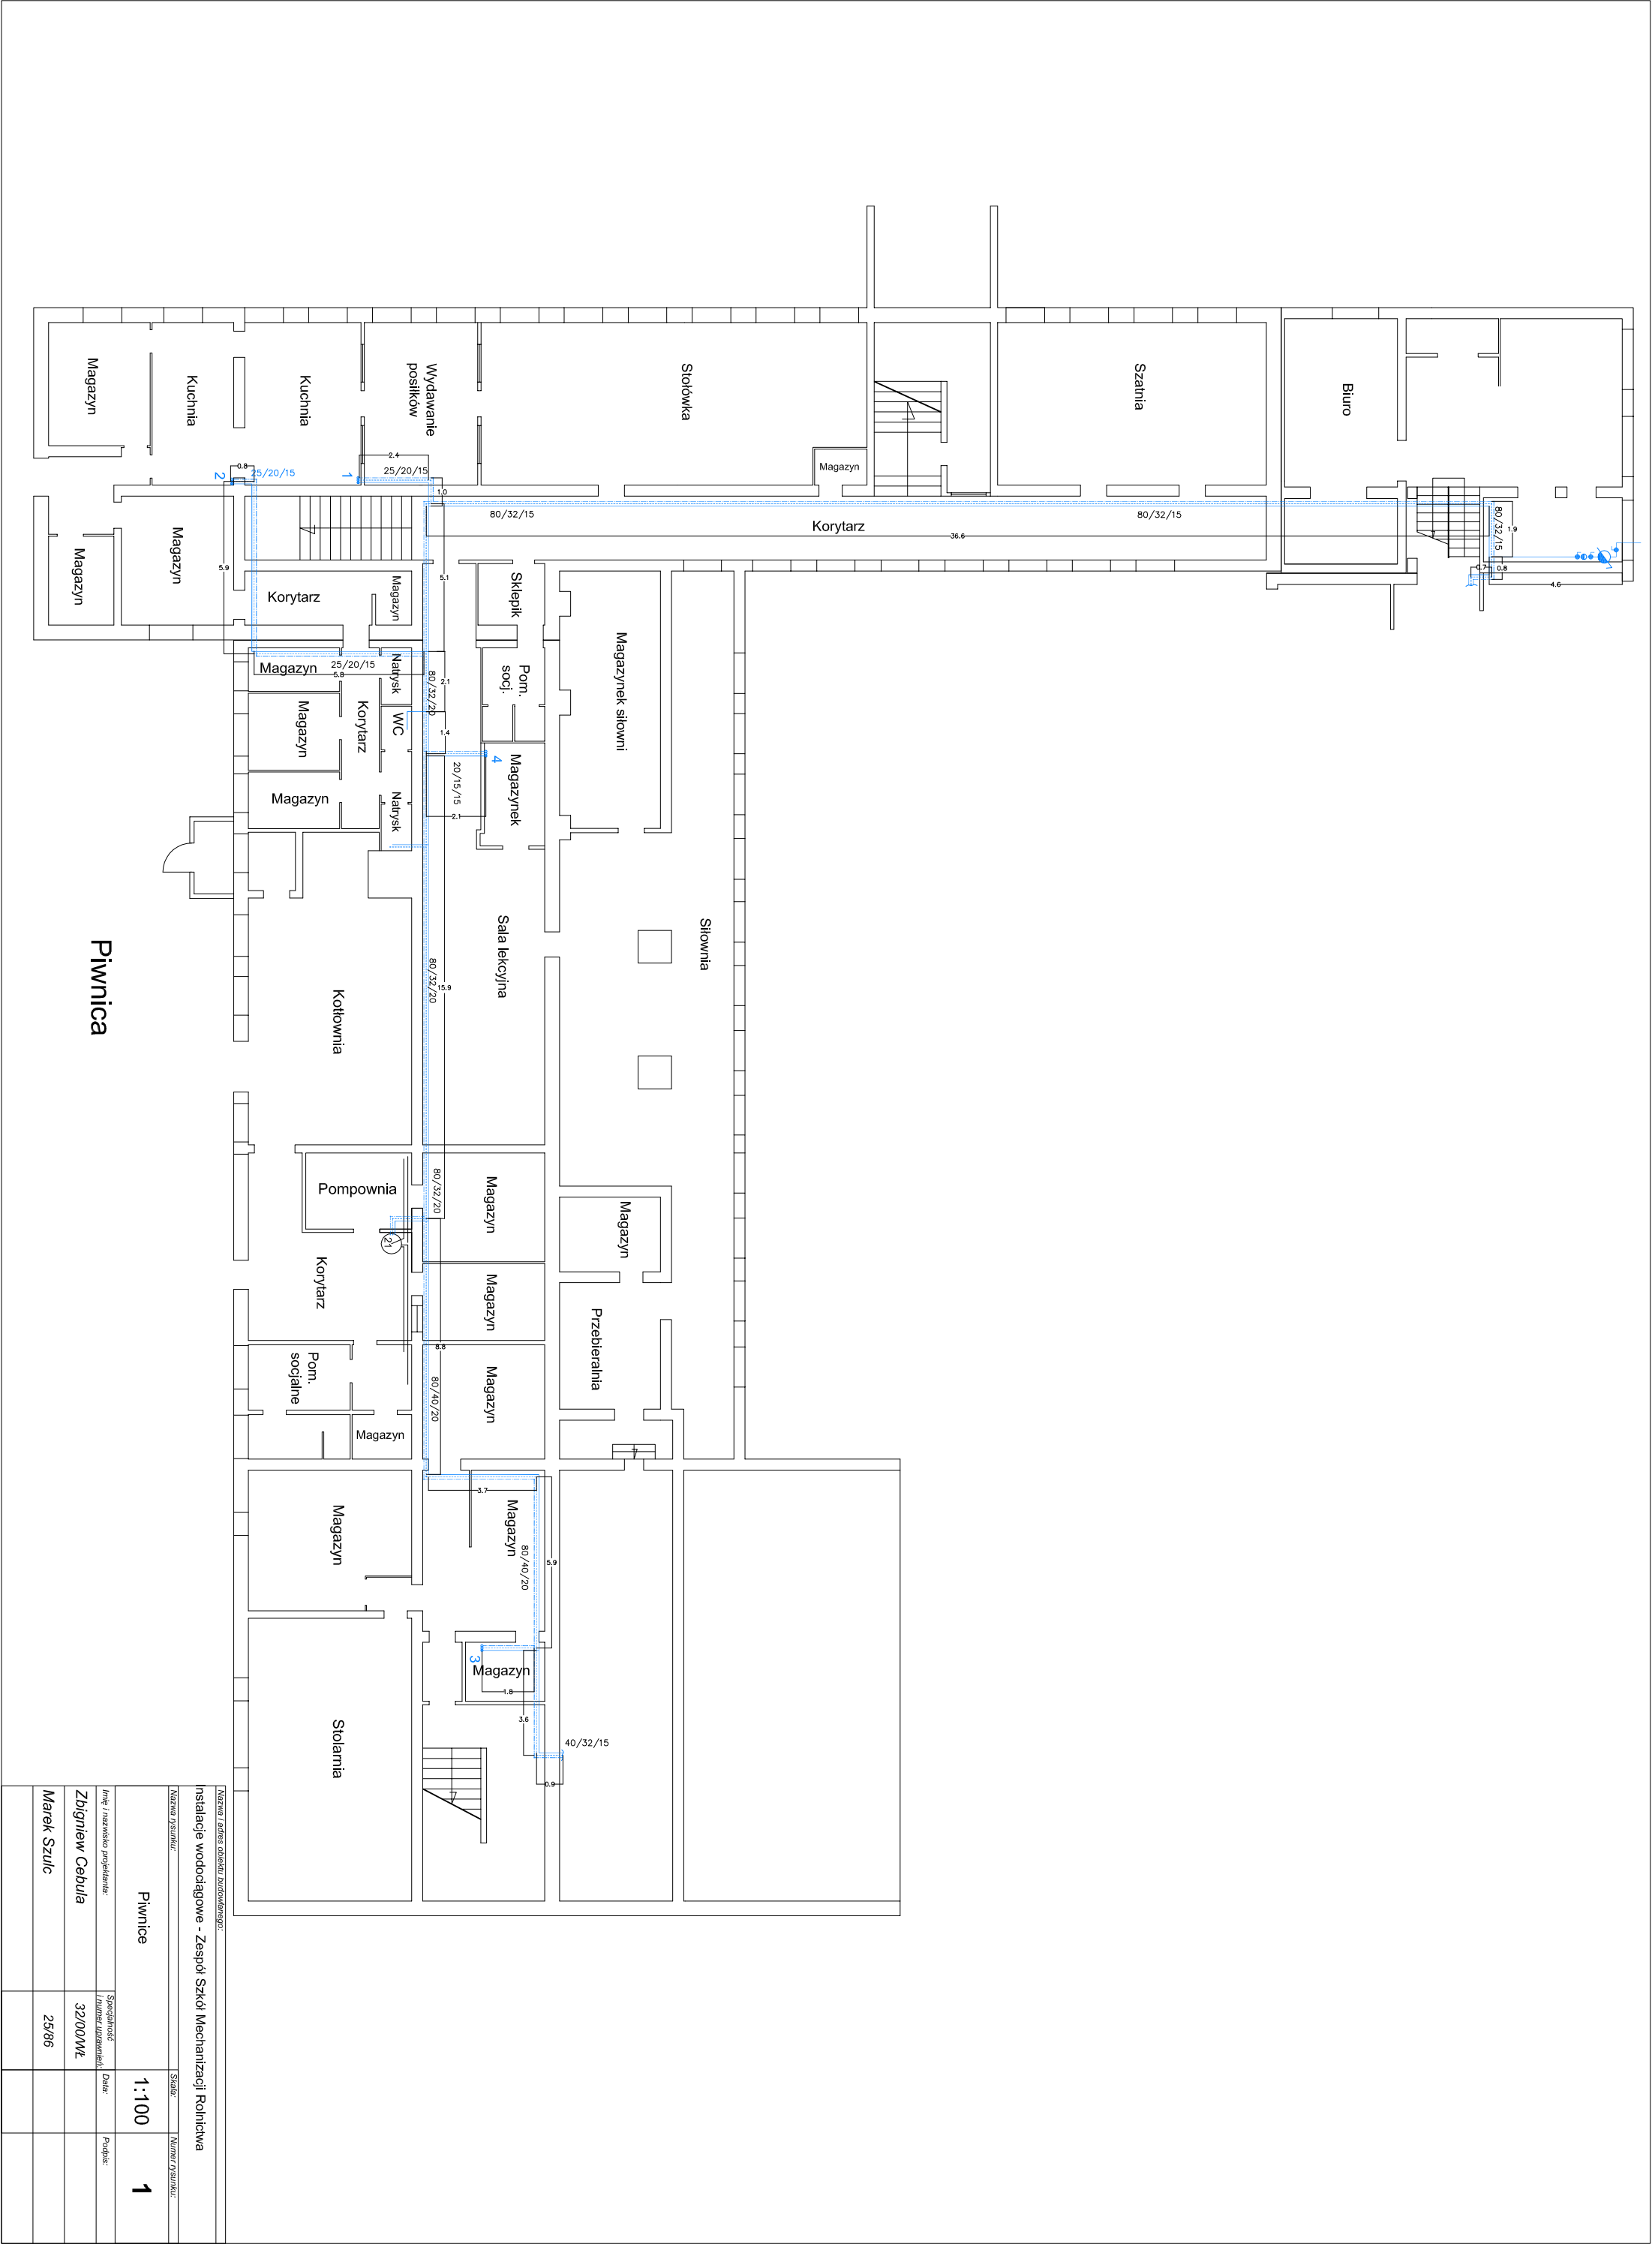 Biuro
Szatnia
Stołówka
Magazyn
Wydawanie
posiłków
Kuchnia
Kuchnia
Magazyn
80/32/15
1.9
0.7
0.8
4.6
80/32/15
Korytarz
36.6
80/32/15
1.0
25/20/15
2.4
1
25/20/15
0.8
2
Magazyn
Magazyn
5.9
Korytarz
Magazyn
5.1
Sklepik
Magazynek siłowni
Pom.
socj.
Natrysk
80/32/20
2.1
25/20/15
5.8
Magazyn
WC
1.4
Korytarz
Magazyn
4
20/15/15
2.1
Magazynek
Natrysk
Magazyn
Siłownia
Sala lekcyjna
80/32/20
15.9
Kotłownia
Piwnica
Pompownia
80/32/20
Magazyn
Magazyn
21
Korytarz
Magazyn
Przebieralnia
8.8
Pom.
socjalne
80/40/20
Magazyn
Magazyn
3.7
Magazyn
Magazyn
80/40/20
5.9
3
Magazyn
1.8
3.6
40/32/15
0.9
Stolarnia
Nazwa i adres obiektu budowlanego:
Instalacje wodociągowe - Zespół Szkół Mechanizacji Rolnictwa
Nazwa rysunku:
Skala:
Numer rysunku:
Piwnice
1:100
1
Imię i nazwisko projektanta:
Specjalność
i numer uprawnień:
Data:
Podpis:
Zbigniew Cebula
32/00/WŁ
Marek Szulc
25/86